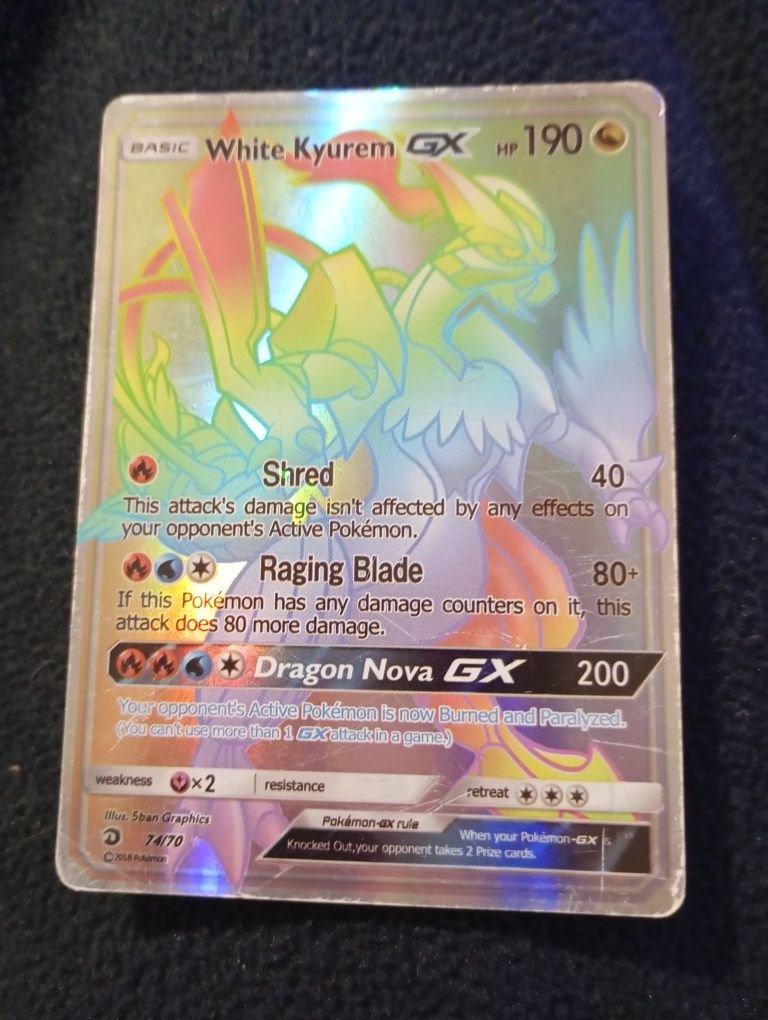 BASIC White Kyurem GX HP 190
Shred 40
This attack's damage isn't affected by any effects on
your opponent's Active Pokémon.
Raging Blade 80+
If this Pokémon has any damage counters on it, this
attack does 80 more damage.
Dragon Nova GX 200
Your opponent's Active Pokémon is now Burned and Paralyzed.
(You can't use more than 1 GX attack in a game.)
weakness ×2 resistance retreat
Illus. 5ban Graphics
74/70
©2018 Pokémon
Pokémon-GX rule
When your Pokémon-GX is
Knocked Out,your opponent takes 2 Prize cards.